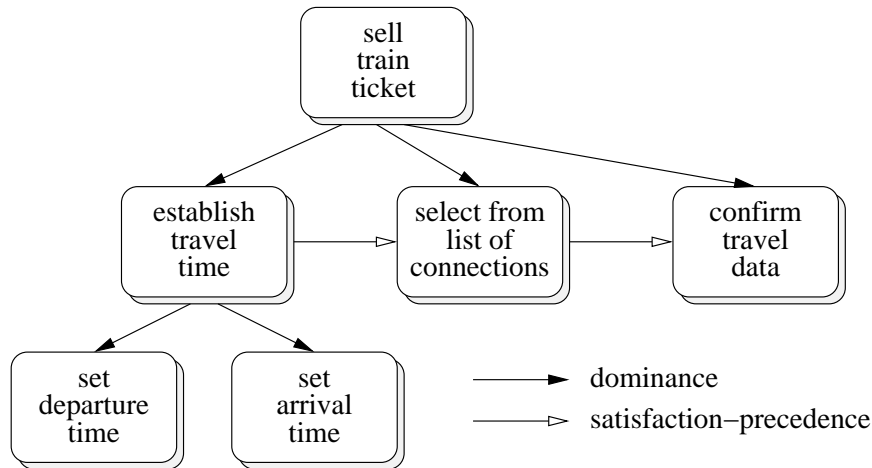 sell
train
ticket
establish
travel
time
select from
list of
connections
confirm
travel
data
set
departure
time
set
arrival
time
dominance
satisfaction−precedence